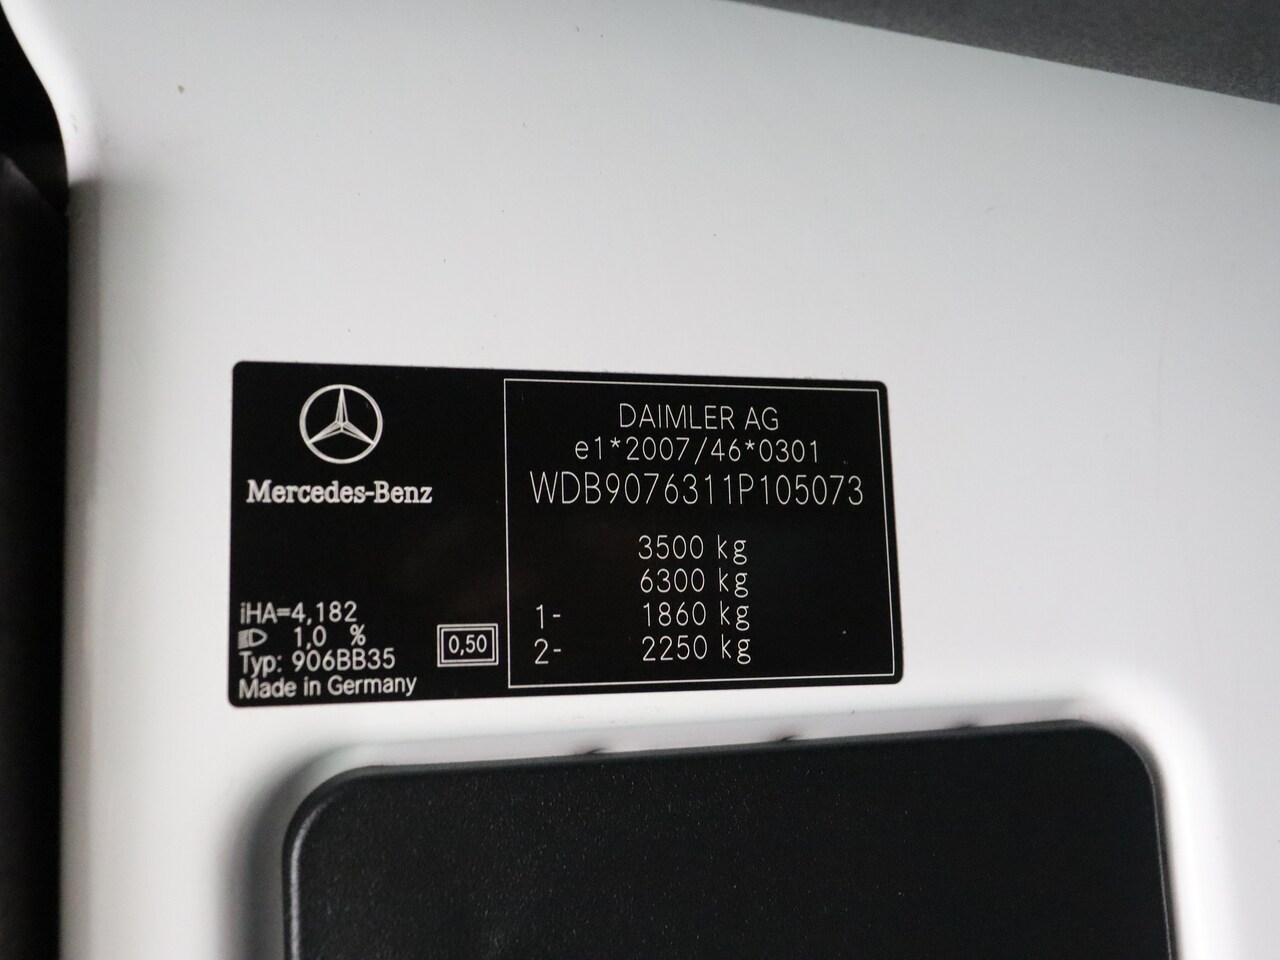 Mercedes-Benz
iHA=4,182
1,0 %
Typ: 906BB35
Made in Germany
0,50
DAIMLER AG
e1*2007/46*0301
WDB9076311P105073
3500 kg
6300 kg
1- 1860 kg
2- 2250 kg